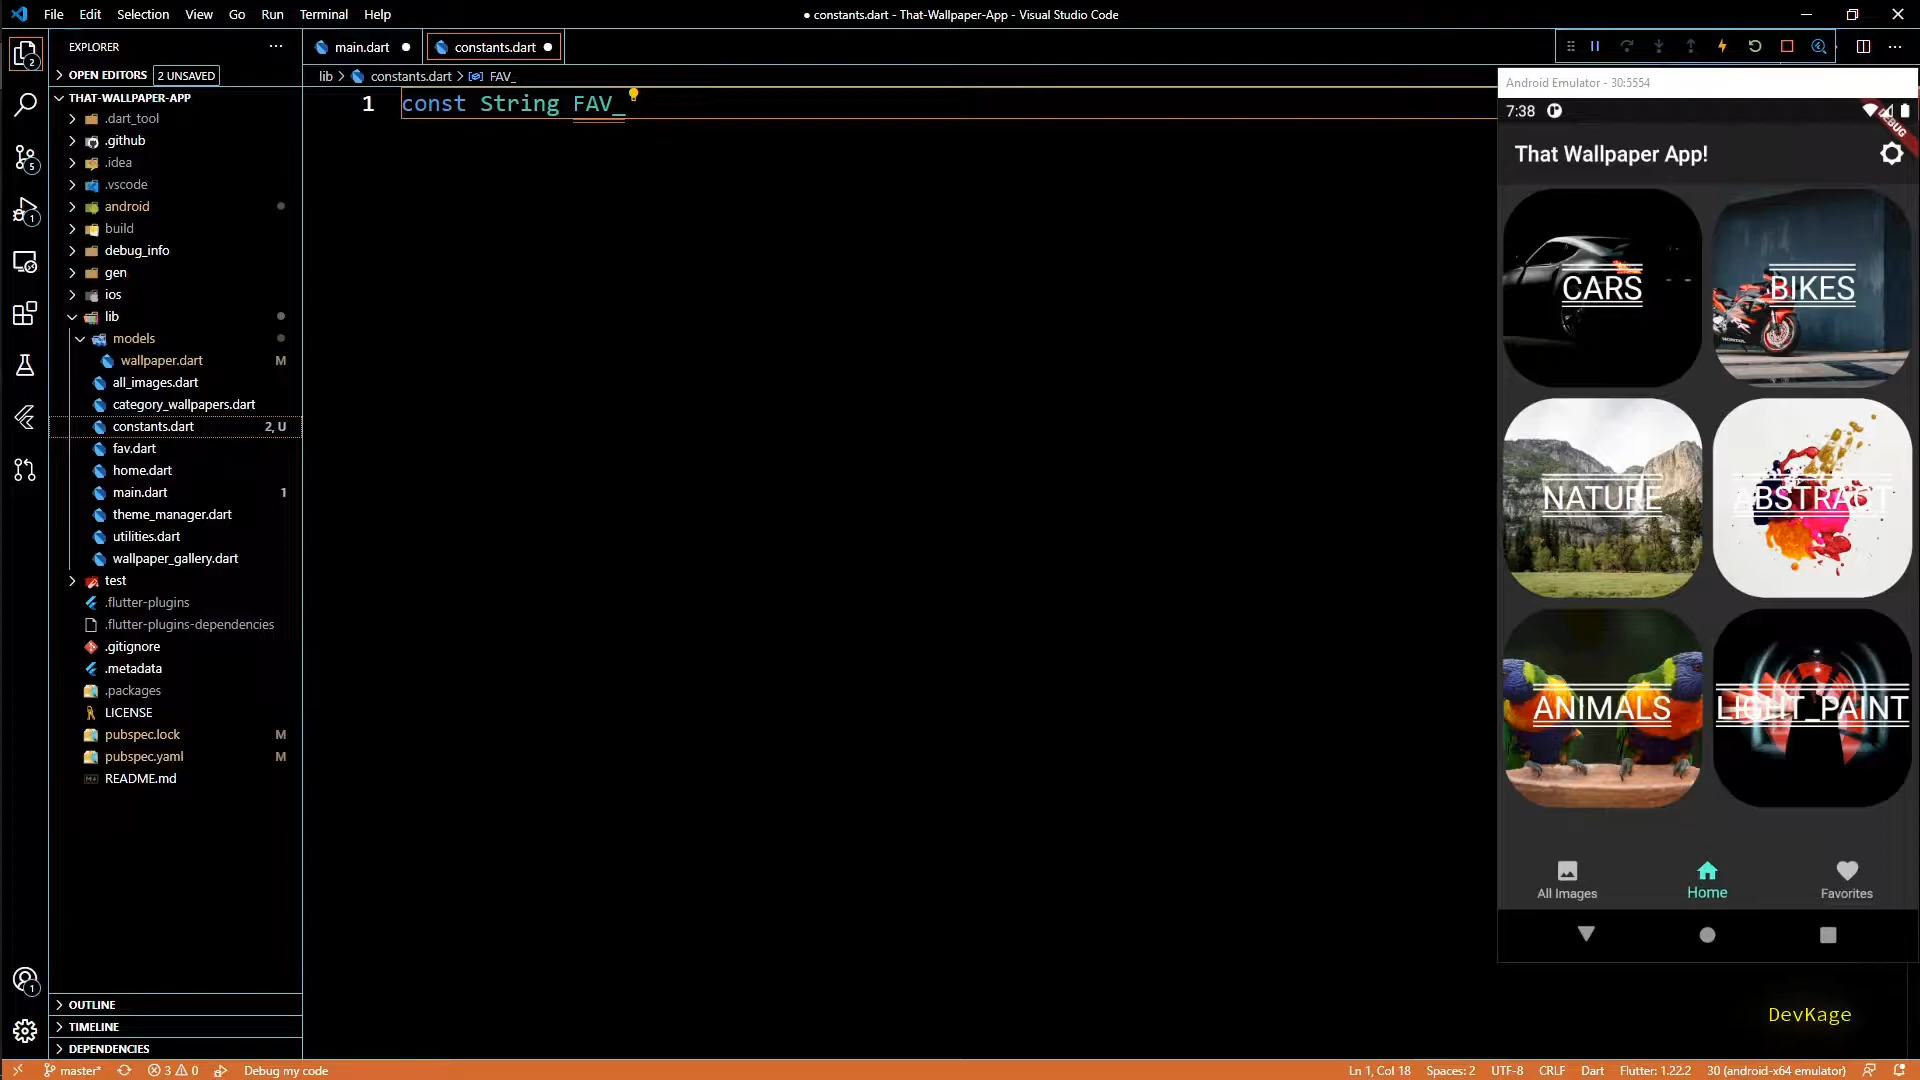 File Edit Selection View Go Run Terminal Help
● constants.dart - That-Wallpaper-App - Visual Studio Code
EXPLORER
main.dart
constants.dart
OPEN EDITORS 2 UNSAVED
lib > constants.dart > FAV_
THAT-WALLPAPER-APP
.dart_tool
.github
.idea
.vscode
android
build
debug_info
gen
ios
lib
models
wallpaper.dart M
all_images.dart
category_wallpapers.dart
constants.dart 2, U
fav.dart
home.dart
main.dart 1
theme_manager.dart
utilities.dart
wallpaper_gallery.dart
test
.flutter-plugins
.flutter-plugins-dependencies
.gitignore
.metadata
.packages
LICENSE
pubspec.lock M
pubspec.yaml M
README.md
OUTLINE
TIMELINE
DEPENDENCIES
2
5
1
1
1 const String FAV_
Android Emulator - 30:5554
7:38
DEBUG
That Wallpaper App!
CARS
BIKES
HONDA
NATURE
ABSTRACT
ANIMALS
LIGHT_PAINT
All Images
Home
Favorites
DevKage
master* 3 0 Debug my code
Ln 1, Col 18 Spaces: 2 UTF-8 CRLF Dart Flutter: 1.22.2 30 (android-x64 emulator)